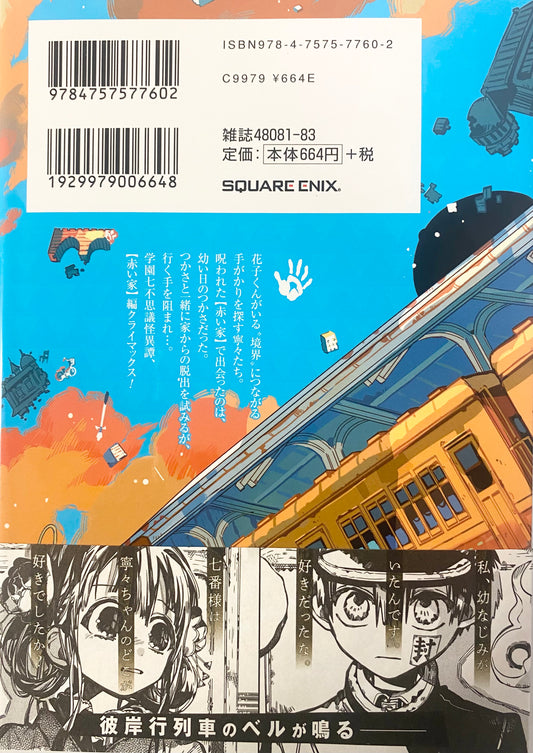 ISBN978-4-7575-7760-2
C9979 ¥664E
9784757577602
雑誌48081-83
定価：本体664円＋税
1929979006648
SQUARE ENIX®
花子くんがいる〝境界〟につながる
手がかりを探す寧々たち。
呪われた【赤い家】で出会ったのは、
幼い日のつかさだった。
つかさと一緒に家からの脱出を試みるが、
行く手を阻まれ…。
学園七不思議怪異譚、
【赤い家】編クライマックス！
私、幼なじみが
いたんです
好きだったな。
七番様は
寧々ちゃんのどこが
好きでしたか？
封
彼岸行列車のベルが鳴る――